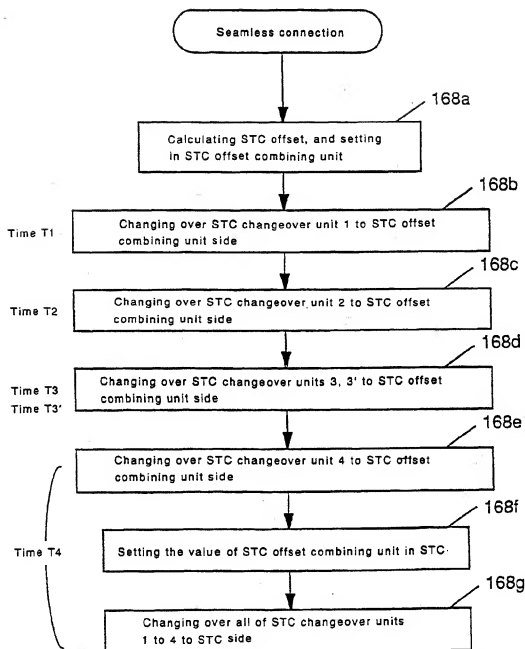 Seamless connection
168a
Calculating STC offset, and setting
in STC offset combining unit
168b
Time T1
Changing over STC changeover unit 1 to STC offset
combining unit side
168c
Time T2
Changing over STC changeover unit 2 to STC offset
combining unit side
168d
Time T3
Time T3'
Changing over STC changeover units 3, 3' to STC offset
combining unit side
168e
Changing over STC changeover unit 4 to STC offset
combining unit side
168f
Time T4
Setting the value of STC offset combining unit in STC
168g
Changing over all of STC changeover units
1 to 4 to STC side